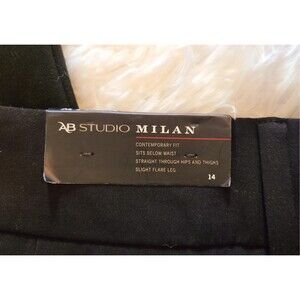 AB STUDIO MILAN
CONTEMPORARY FIT
SITS BELOW WAIST
STRAIGHT THROUGH HIPS AND THIGHS
SLIGHT FLARE LEG
14